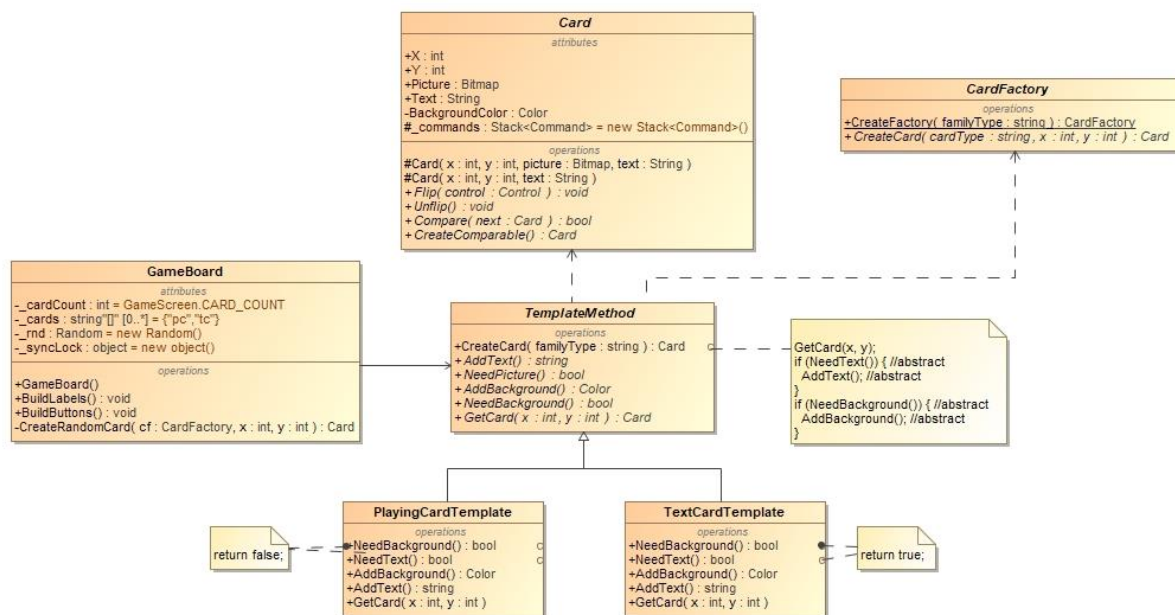 Card
attributes
+X : int
+Y : int
+Picture : Bitmap
+Text : String
-BackgroundColor : Color
#_commands : Stack<Command> = new Stack<Command>()
operations
#Card( x : int, y : int, picture : Bitmap, text : String )
#Card( x : int, y : int, text : String )
+Flip( control : Control ) : void
+Unflip() : void
+Compare( next : Card ) : bool
+CreateComparable() : Card
CardFactory
operations
+CreateFactory( familyType : string ) : CardFactory
+CreateCard( cardType : string, x : int, y : int ) : Card
GameBoard
attributes
-_cardCount : int = GameScreen.CARD_COUNT
-_cards : string"[]" [0..*] = {"pc","tc"}
-_rnd : Random = new Random()
-_syncLock : object = new object()
operations
+GameBoard()
+BuildLabels() : void
+BuildButtons() : void
-CreateRandomCard( cf : CardFactory, x : int, y : int ) : Card
TemplateMethod
operations
+CreateCard( familyType : string ) : Card
+AddText() : string
+NeedPicture() : bool
+AddBackground() : Color
+NeedBackground() : bool
+GetCard( x : int, y : int ) : Card
GetCard(x, y);
if (NeedText()) { //abstract
AddText(); //abstract
}
if (NeedBackground()) { //abstract
AddBackground(); //abstract
}
PlayingCardTemplate
operations
+NeedBackground() : bool
+NeedText() : bool
+AddBackground() : Color
+AddText() : string
+GetCard( x : int, y : int )
return false;
TextCardTemplate
operations
+NeedBackground() : bool
+NeedText() : bool
+AddBackground() : Color
+AddText() : string
+GetCard( x : int, y : int )
return true;